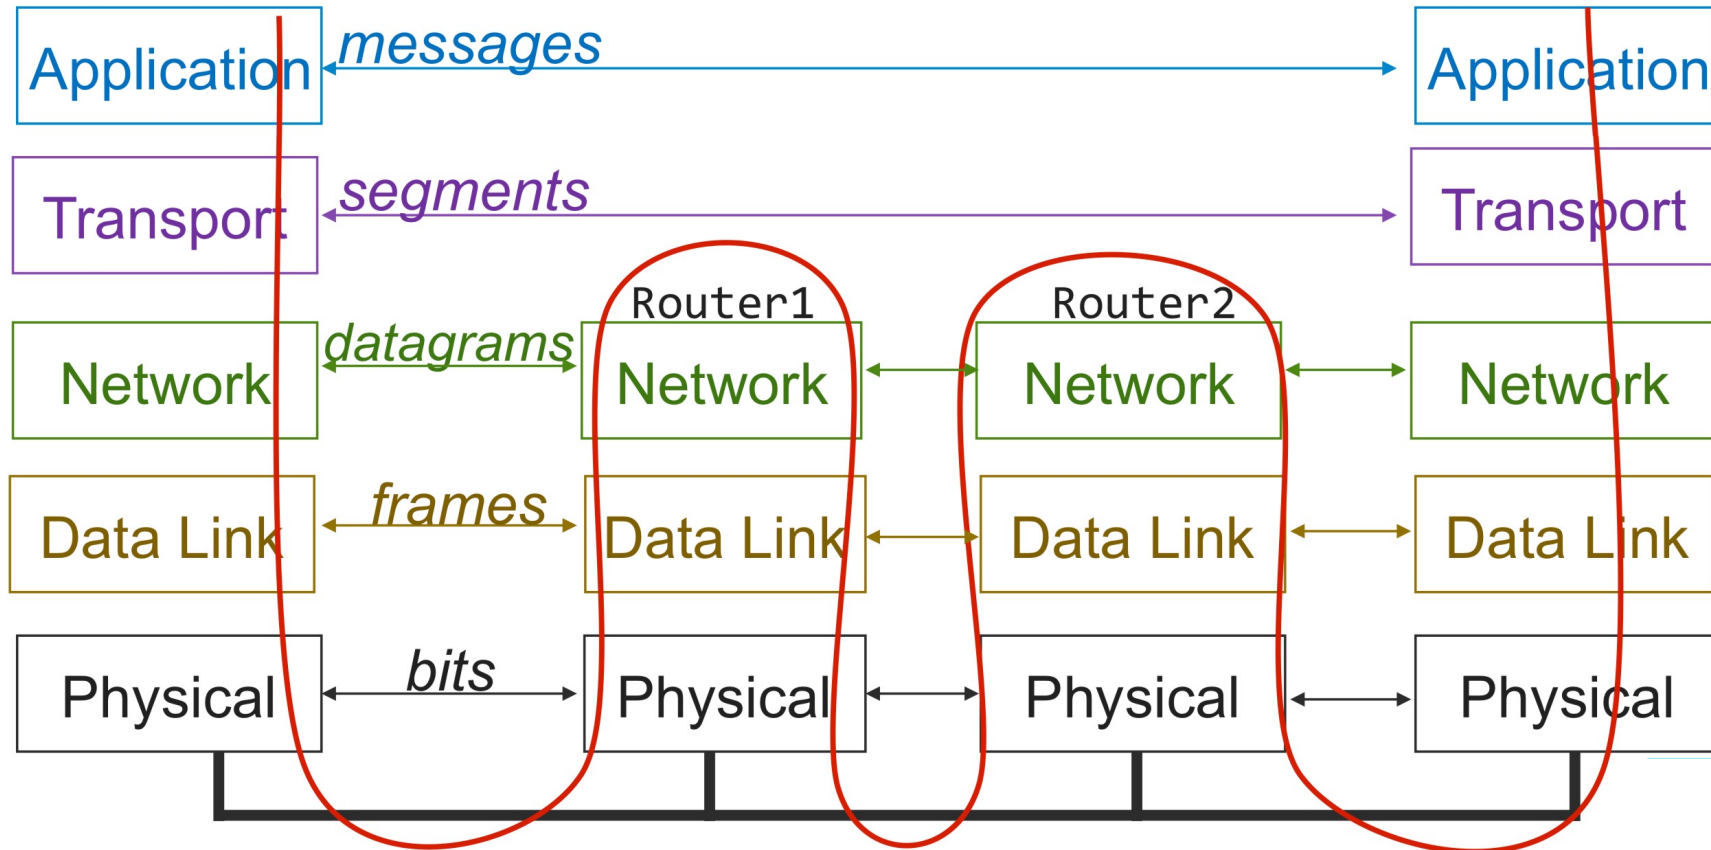 Application messages Application
Transport segments Transport
Router1 Router2
Network datagrams Network Network Network
Data Link frames Data Link Data Link Data Link
Physical bits Physical Physical Physical